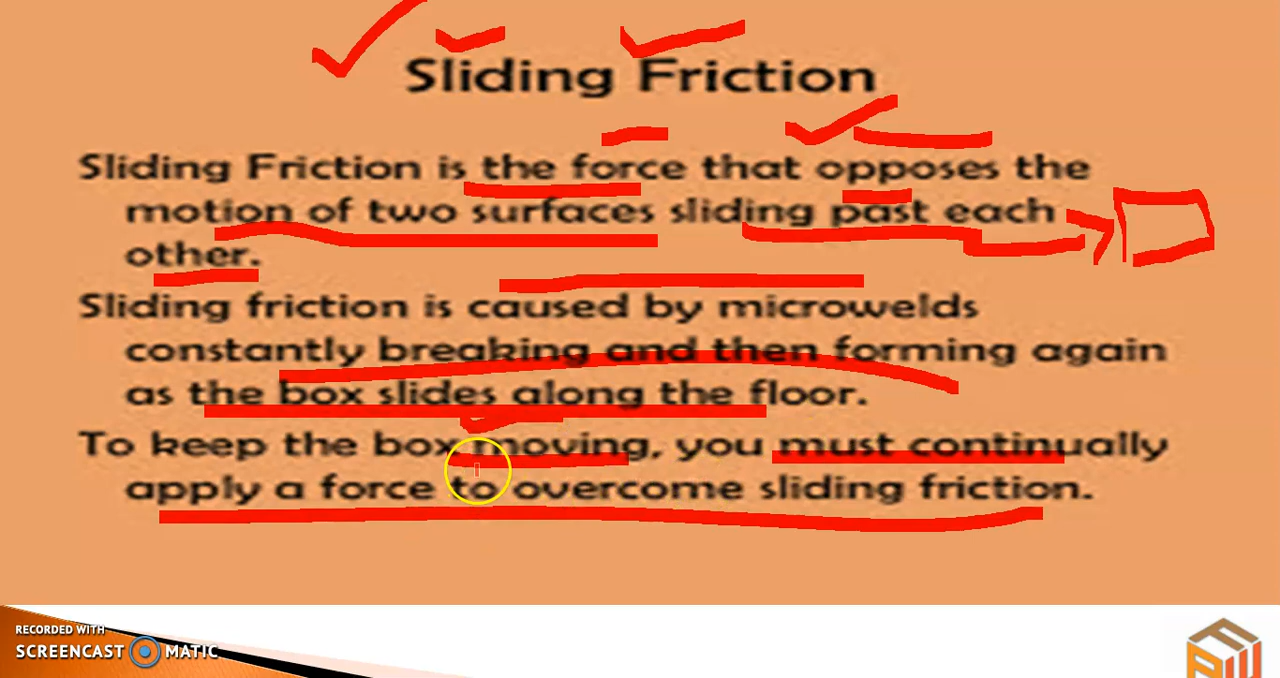 Sliding Friction
Sliding Friction is the force that opposes the
motion of two surfaces sliding past each
other.
Sliding friction is caused by microwelds
constantly breaking and then forming again
as the box slides along the floor.
To keep the box moving, you must continually
apply a force to overcome sliding friction.
RECORDED WITH
SCREENCAST MATIC